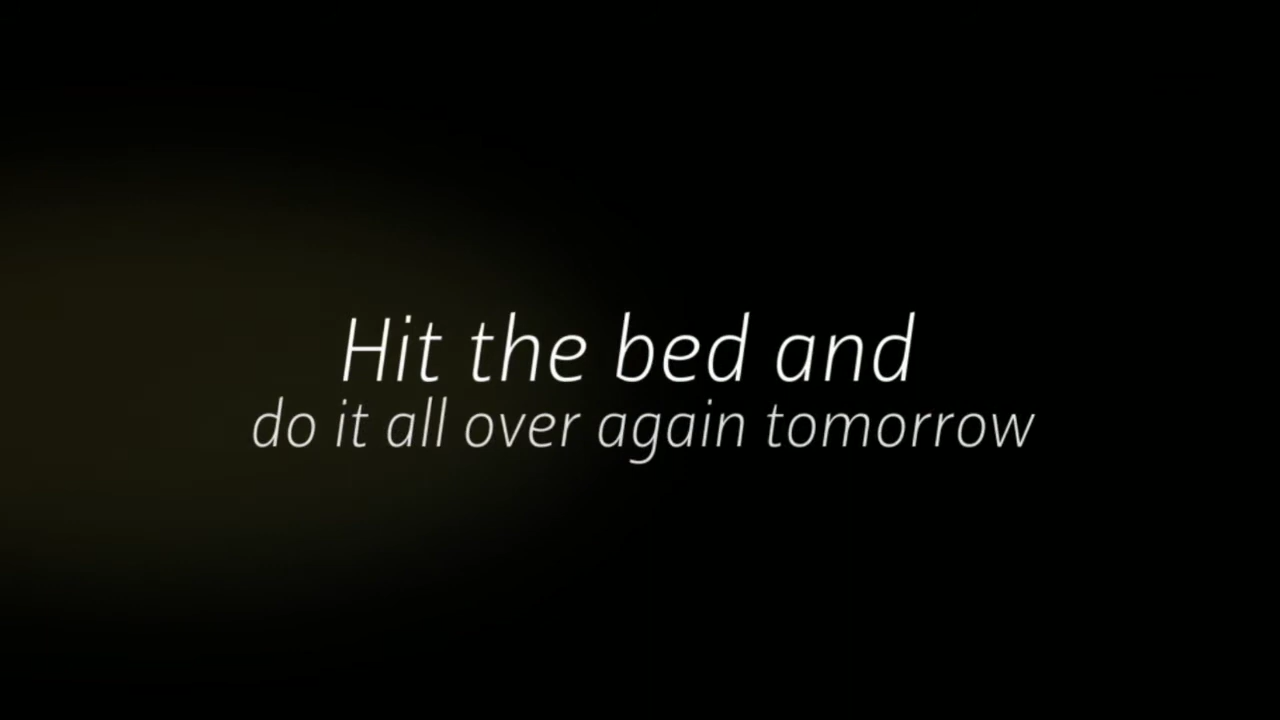 Hit the bed and
do it all over again tomorrow